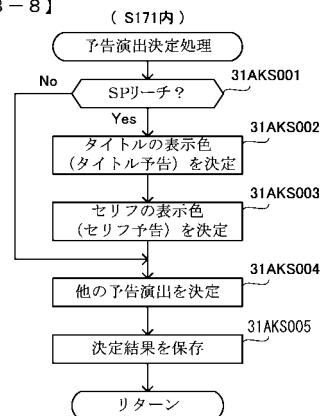 －８】
( S171内 )
予告演出決定処理
31AKS001
No
SPリーチ？
Yes
31AKS002
タイトルの表示色
(タイトル予告) を決定
31AKS003
セリフの表示色
(セリフ予告) を決定
31AKS004
他の予告演出を決定
31AKS005
決定結果を保存
リターン